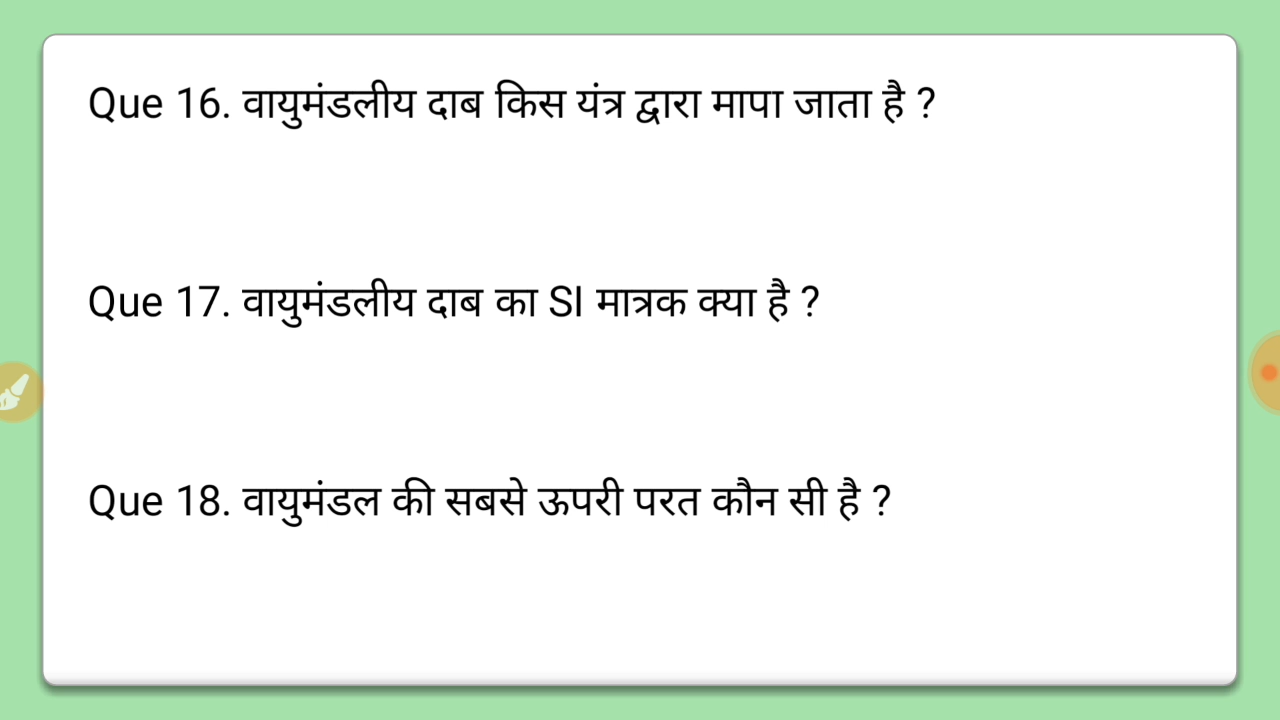 Que 16. वायुमंडलीय दाब किस यंत्र द्वारा मापा जाता है ?
Que 17. वायुमंडलीय दाब का SI मात्रक क्या है ?
Que 18. वायुमंडल की सबसे ऊपरी परत कौन सी है ?